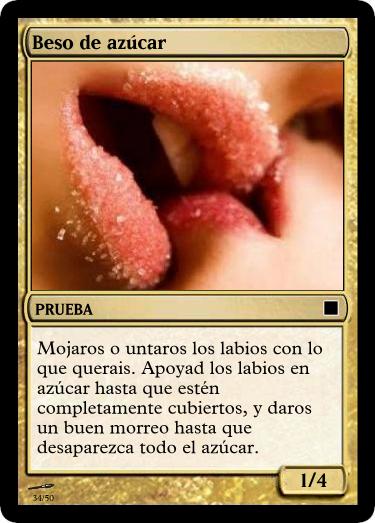 Beso de azúcar
PRUEBA
Mojaros o untaros los labios con lo
que querais. Apoyad los labios en
azúcar hasta que estén
completamente cubiertos, y daros
un buen morreo hasta que
desaparezca todo el azúcar.
1/4
34/50